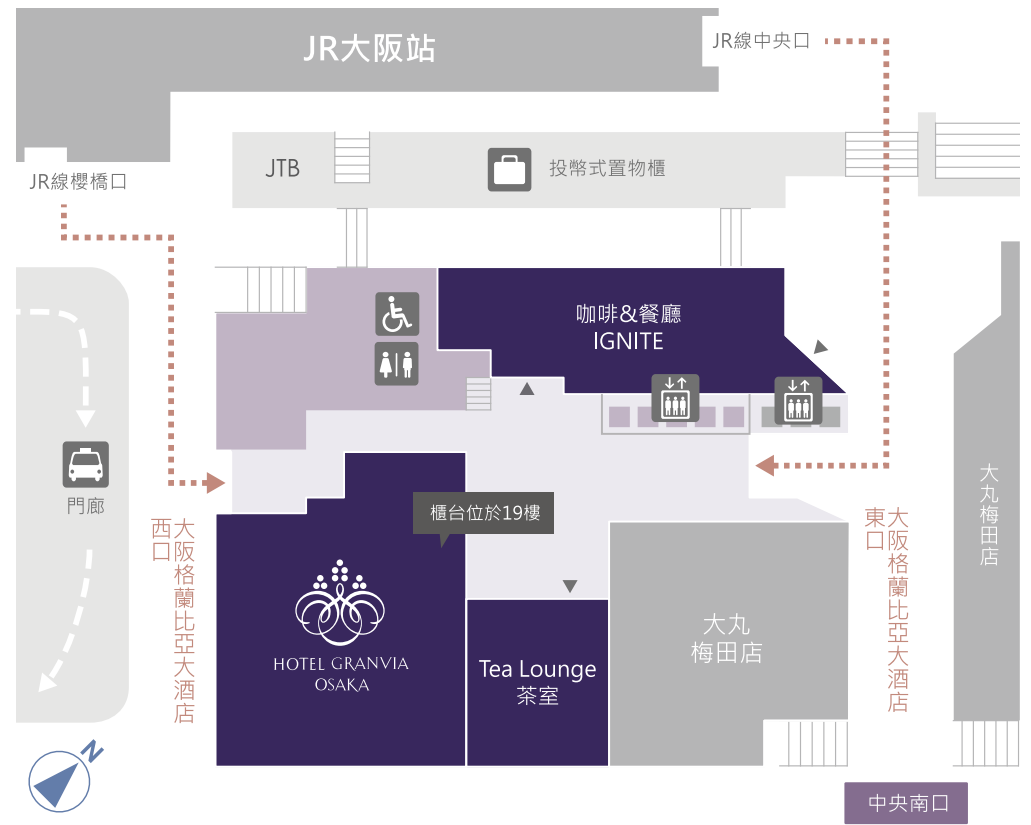 JR大阪站
JR線中央口
JTB
投幣式置物櫃
JR線櫻橋口
咖啡&餐廳
IGNITE
門廊
櫃台位於19樓
大阪格蘭比亞大酒店
西口
大阪格蘭比亞大酒店
東口
大丸梅田店
HOTEL GRANVIA
OSAKA
Tea Lounge
茶室
大丸
梅田店
N
中央南口